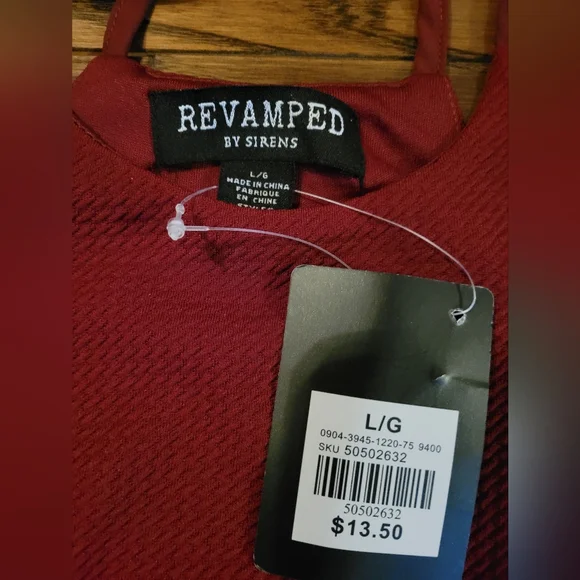 REVAMPED
BY SIRENS
L/G
MADE IN CHINA
FABRIQUE
EN CHINE
L/G
0904-3945-1220-75 9400
SKU 50502632
50502632
$13.50